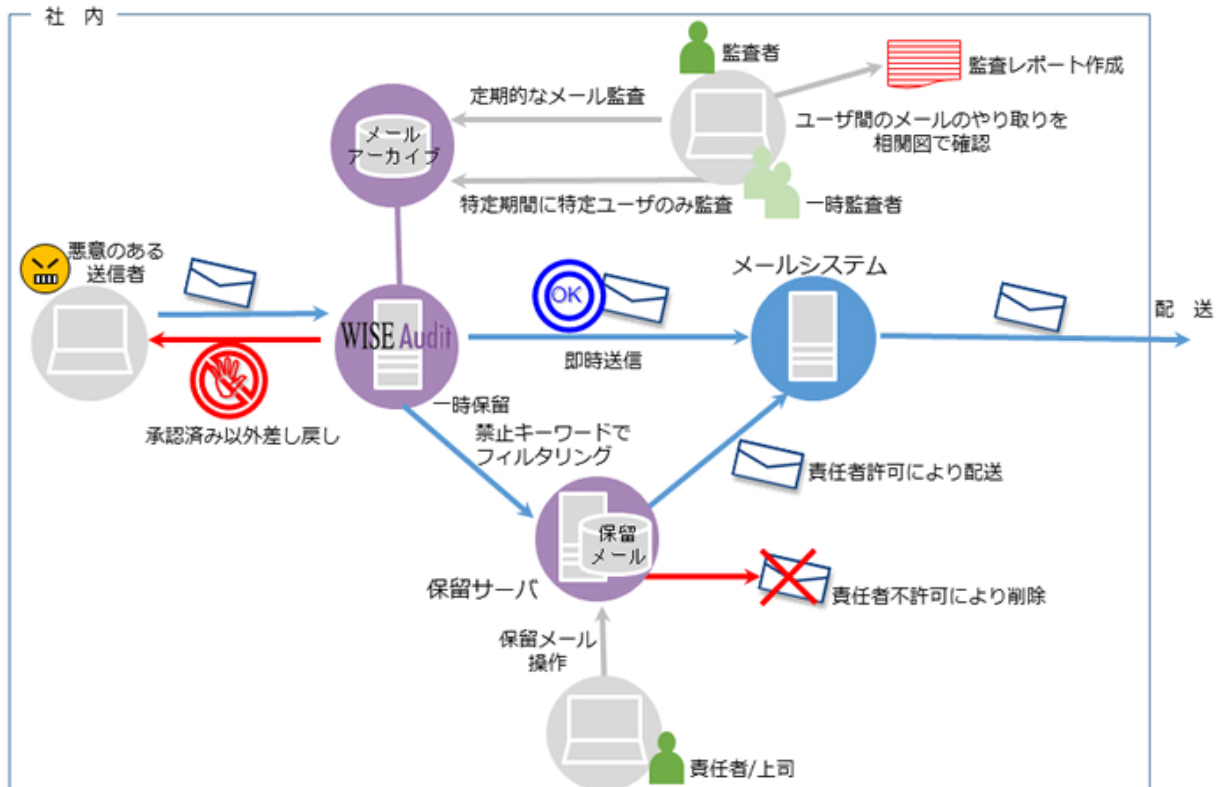 社 内
監査者
監査レポート作成
定期的なメール監査
メール
アーカイブ
ユーザ間のメールのやり取りを
相関図で確認
特定期間に特定ユーザのみ監査
一時監査者
悪意のある
送信者
メールシステム
OK
配 送
WISE Audit
即時送信
一時保留
承認済み以外差し戻し
禁止キーワードで
フィルタリング
責任者許可により配送
保留
メール
保留サーバ
責任者不許可により削除
保留メール
操作
責任者/上司